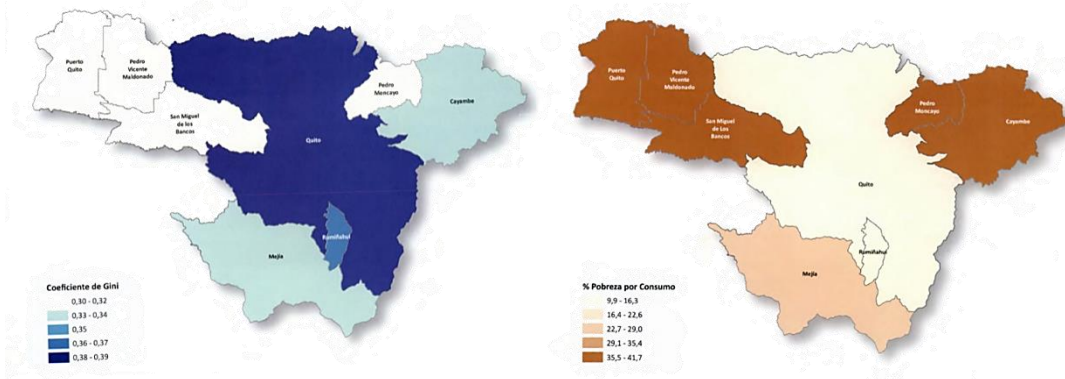 Puerto
Quito
Pedro
Vicente
Maldonado
San Miguel
de los
Bancos
Quito
Pedro
Moncayo
Cayambe
Rumiñahui
Mejía
Coeficiente de Gini
0,30 - 0,32
0,33 - 0,34
0,35
0,36 - 0,37
0,38 - 0,39
Puerto
Quito
Pedro
Vicente
Maldonado
San Miguel
de Los
Bancos
Pedro
Moncayo
Cayambe
Quito
Rumiñahui
Mejía
% Pobreza por Consumo
9,9 - 16,3
16,4 - 22,6
22,7 - 29,0
29,1 - 35,4
35,5 - 41,7